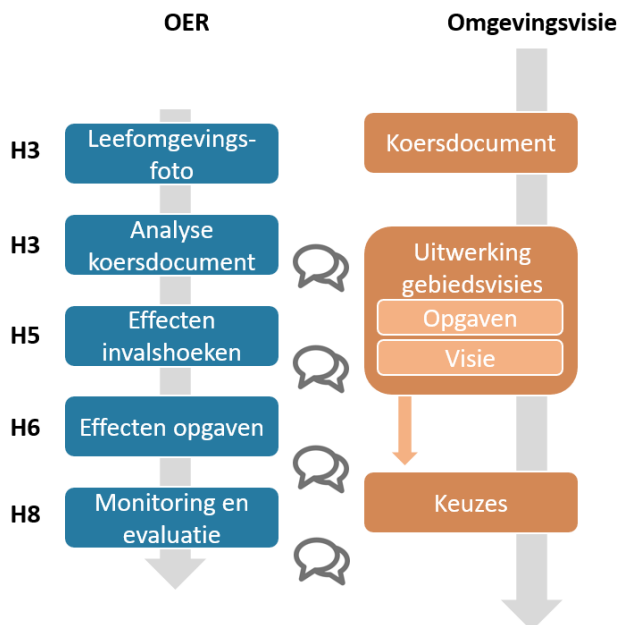 OER
Omgevingsvisie
H3
Leefomgevings-
foto
Koersdocument
H3
Analyse
koersdocument
Uitwerking
gebiedsvisies
Opgaven
Visie
H5
Effecten
invalshoeken
H6
Effecten opgaven
H8
Monitoring en
evaluatie
Keuzes